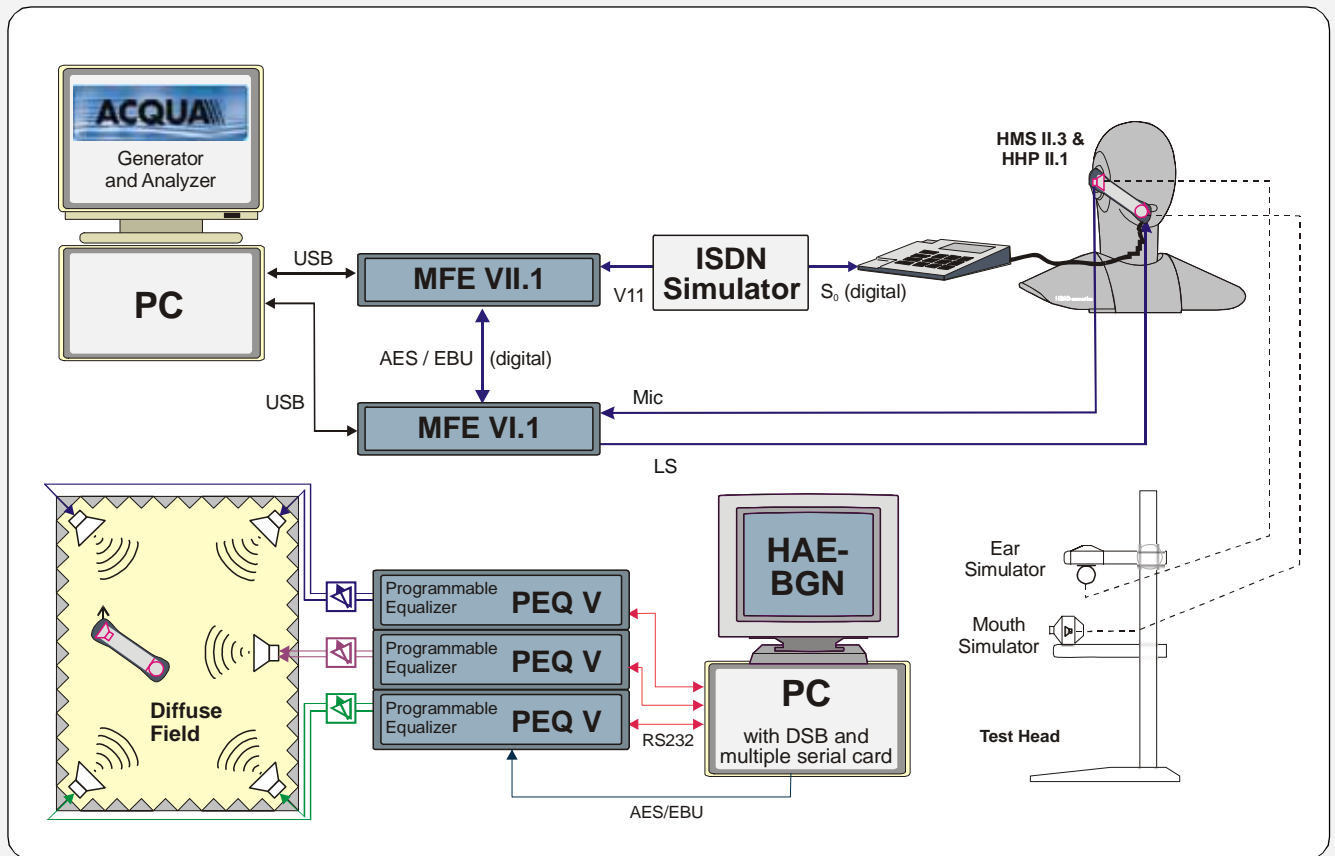 ACQUA
Generator
and Analyzer
PC
USB
USB
MFE VII.1
V11
ISDN
Simulator
S₀ (digital)
AES / EBU (digital)
MFE VI.1
Mic
LS
HMS II.3 &
HHP II.1
Diffuse
Field
Programmable
Equalizer
PEQ V
Programmable
Equalizer
PEQ V
Programmable
Equalizer
PEQ V
RS232
AES/EBU
HAE-
BGN
PC
with DSB and
multiple serial card
Ear
Simulator
Mouth
Simulator
Test Head